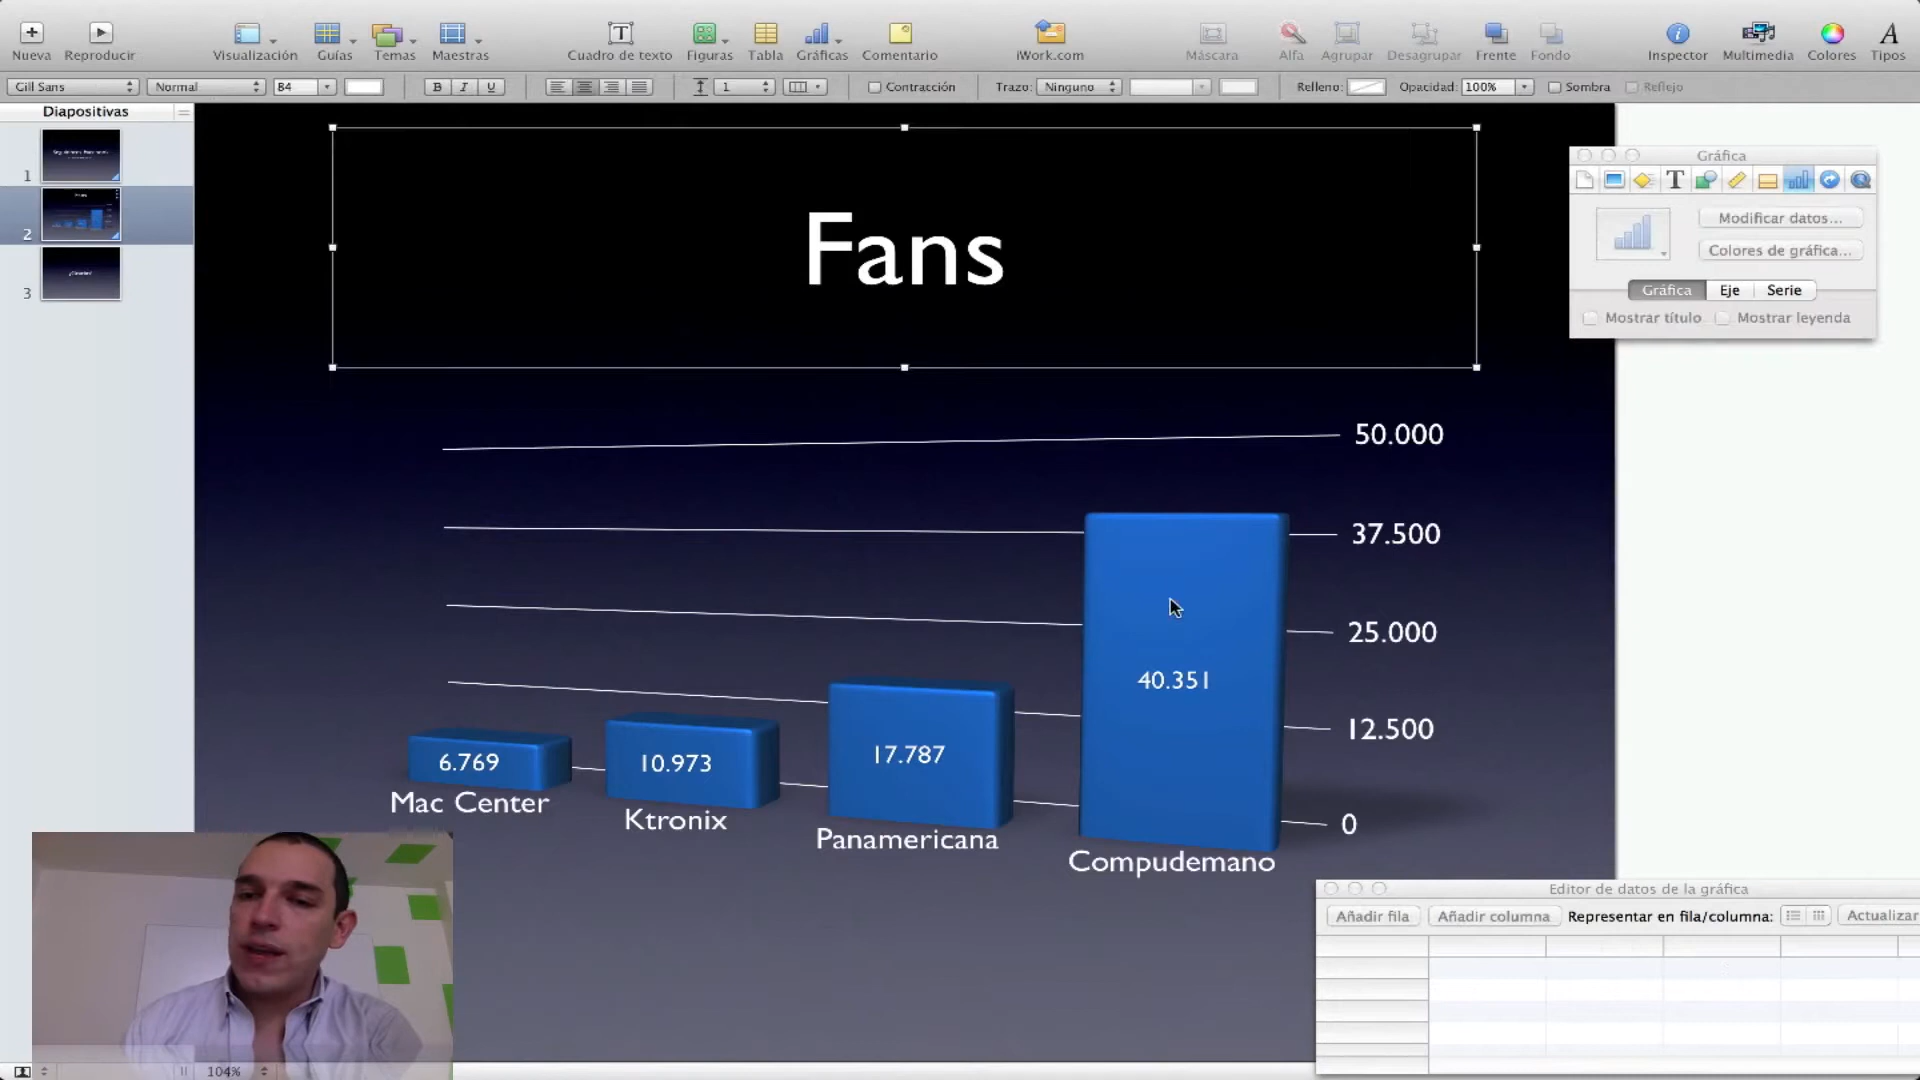 Nueva Reproducir Visualización Guías Temas Maestras Cuadro de texto Figuras Tabla Gráficas Comentario iWork.com Máscara Alfa Agrupar Desagrupar Frente Fondo Inspector Multimedia Colores Tipos
Gill Sans Normal 84 B I U 1 Contracción Trazo: Ninguno Relleno: Opacidad: 100% Sombra Reflejo
Diapositivas
1
2
3
Fans
Gráfica
Modificar datos...
Colores de gráfica...
Gráfica Eje Serie
Mostrar título Mostrar leyenda
50.000
37.500
25.000
12.500
0
6.769
10.973
17.787
40.351
Mac Center
Ktronix
Panamericana
Compudemano
Editor de datos de la gráfica
Añadir fila Añadir columna Representar en fila/columna: Actualizar
104%